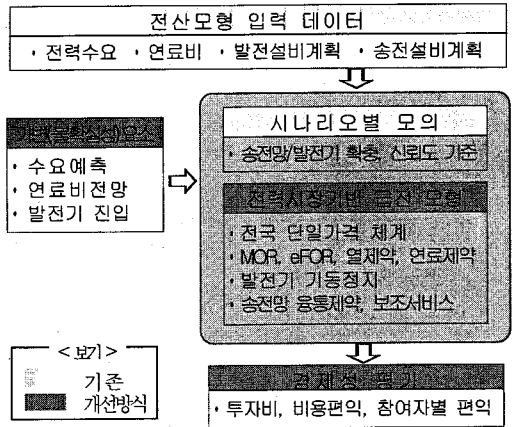 전산모형 입력 데이터
· 전력수요 · 연료비 · 발전설비계획 · 송전설비계획
시나리오별 모의
· 송전망/발전기 확충, 신뢰도 기준
· 수요예측
· 연료비전망
· 발전기 진입
전력시장기반 급전 모형
· 전국 단일가격 체계
· MOR, eFOR, 열제약, 연료제약
· 발전기 기동정지
· 송전망 융통제약, 보조서비스
<보기>
기존
개선방식
경제성 평가
· 투자비, 비용편익, 참여자별 편익